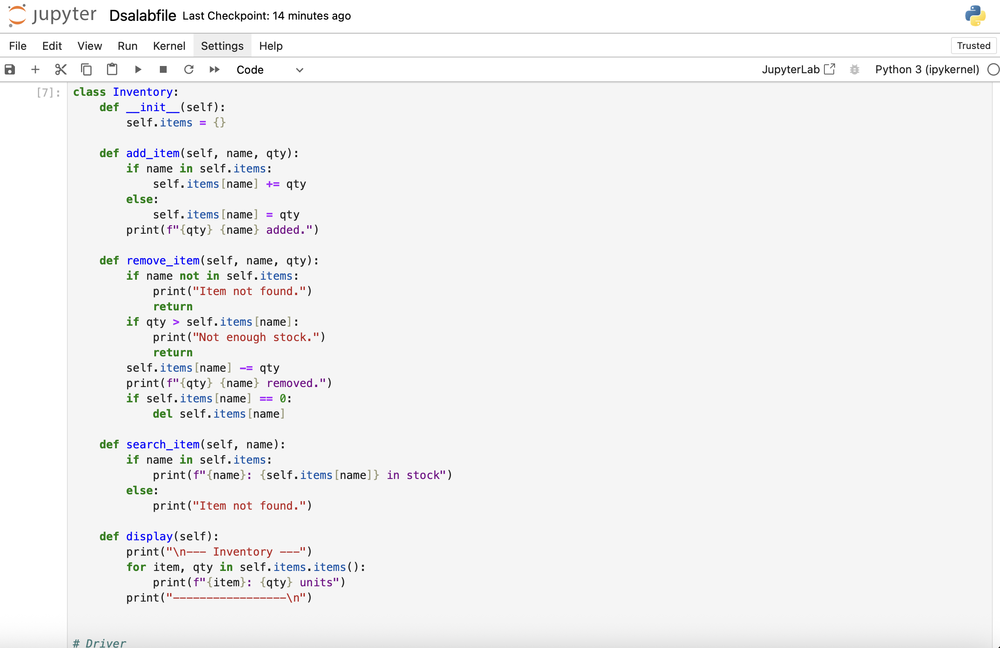 jupyter Dsalabfile Last Checkpoint: 14 minutes ago
File Edit View Run Kernel Settings Help Trusted
Code JupyterLab Python 3 (ipykernel)
[7]: class Inventory:
    def __init__(self):
        self.items = {}

    def add_item(self, name, qty):
        if name in self.items:
            self.items[name] += qty
        else:
            self.items[name] = qty
        print(f"{qty} {name} added.")

    def remove_item(self, name, qty):
        if name not in self.items:
            print("Item not found.")
            return
        if qty > self.items[name]:
            print("Not enough stock.")
            return
        self.items[name] -= qty
        print(f"{qty} {name} removed.")
        if self.items[name] == 0:
            del self.items[name]

    def search_item(self, name):
        if name in self.items:
            print(f"{name}: {self.items[name]} in stock")
        else:
            print("Item not found.")

    def display(self):
        print("\n--- Inventory ---")
        for item, qty in self.items.items():
            print(f"{item}: {qty} units")
        print("-----------------\n")

# Driver